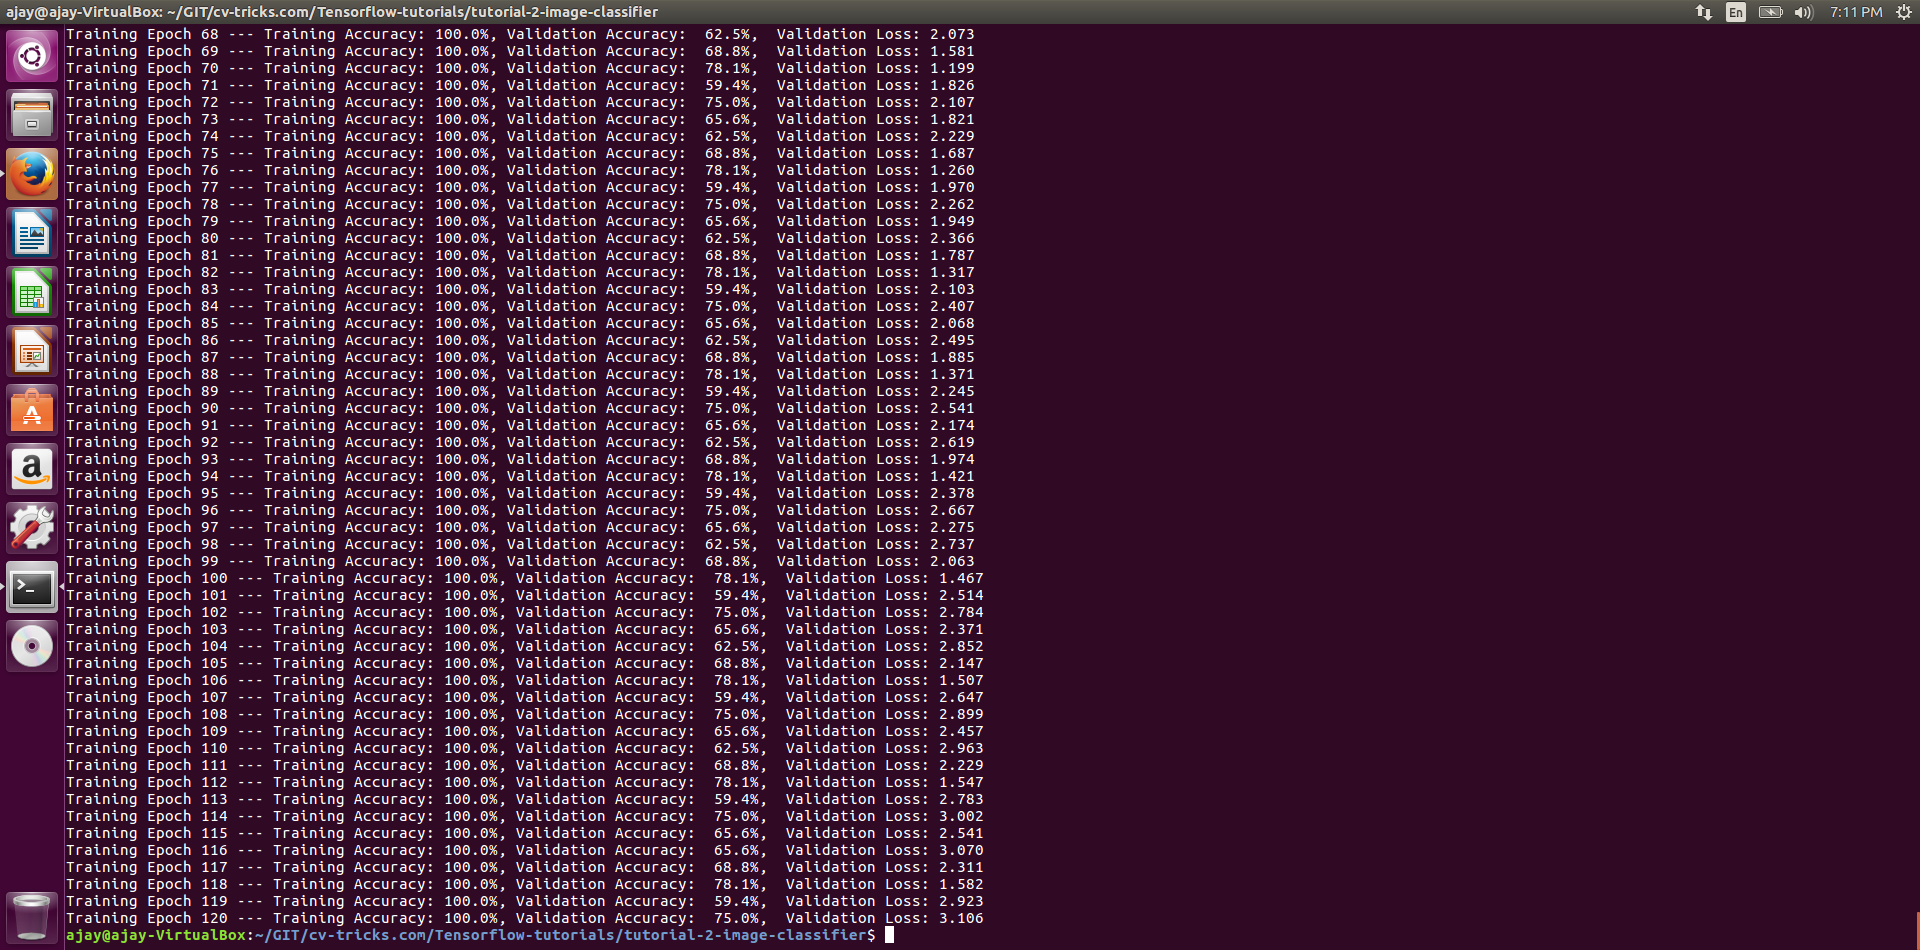 ajay@ajay-VirtualBox: ~/GIT/cv-tricks.com/Tensorflow-tutorials/tutorial-2-image-classifier
En
7:11 PM
Training Epoch 68 --- Training Accuracy: 100.0%, Validation Accuracy:  62.5%,  Validation Loss: 2.073
Training Epoch 69 --- Training Accuracy: 100.0%, Validation Accuracy:  68.8%,  Validation Loss: 1.581
Training Epoch 70 --- Training Accuracy: 100.0%, Validation Accuracy:  78.1%,  Validation Loss: 1.199
Training Epoch 71 --- Training Accuracy: 100.0%, Validation Accuracy:  59.4%,  Validation Loss: 1.826
Training Epoch 72 --- Training Accuracy: 100.0%, Validation Accuracy:  75.0%,  Validation Loss: 2.107
Training Epoch 73 --- Training Accuracy: 100.0%, Validation Accuracy:  65.6%,  Validation Loss: 1.821
Training Epoch 74 --- Training Accuracy: 100.0%, Validation Accuracy:  62.5%,  Validation Loss: 2.229
Training Epoch 75 --- Training Accuracy: 100.0%, Validation Accuracy:  68.8%,  Validation Loss: 1.687
Training Epoch 76 --- Training Accuracy: 100.0%, Validation Accuracy:  78.1%,  Validation Loss: 1.260
Training Epoch 77 --- Training Accuracy: 100.0%, Validation Accuracy:  59.4%,  Validation Loss: 1.970
Training Epoch 78 --- Training Accuracy: 100.0%, Validation Accuracy:  75.0%,  Validation Loss: 2.262
Training Epoch 79 --- Training Accuracy: 100.0%, Validation Accuracy:  65.6%,  Validation Loss: 1.949
Training Epoch 80 --- Training Accuracy: 100.0%, Validation Accuracy:  62.5%,  Validation Loss: 2.366
Training Epoch 81 --- Training Accuracy: 100.0%, Validation Accuracy:  68.8%,  Validation Loss: 1.787
Training Epoch 82 --- Training Accuracy: 100.0%, Validation Accuracy:  78.1%,  Validation Loss: 1.317
Training Epoch 83 --- Training Accuracy: 100.0%, Validation Accuracy:  59.4%,  Validation Loss: 2.103
Training Epoch 84 --- Training Accuracy: 100.0%, Validation Accuracy:  75.0%,  Validation Loss: 2.407
Training Epoch 85 --- Training Accuracy: 100.0%, Validation Accuracy:  65.6%,  Validation Loss: 2.068
Training Epoch 86 --- Training Accuracy: 100.0%, Validation Accuracy:  62.5%,  Validation Loss: 2.495
Training Epoch 87 --- Training Accuracy: 100.0%, Validation Accuracy:  68.8%,  Validation Loss: 1.885
Training Epoch 88 --- Training Accuracy: 100.0%, Validation Accuracy:  78.1%,  Validation Loss: 1.371
Training Epoch 89 --- Training Accuracy: 100.0%, Validation Accuracy:  59.4%,  Validation Loss: 2.245
Training Epoch 90 --- Training Accuracy: 100.0%, Validation Accuracy:  75.0%,  Validation Loss: 2.541
Training Epoch 91 --- Training Accuracy: 100.0%, Validation Accuracy:  65.6%,  Validation Loss: 2.174
Training Epoch 92 --- Training Accuracy: 100.0%, Validation Accuracy:  62.5%,  Validation Loss: 2.619
Training Epoch 93 --- Training Accuracy: 100.0%, Validation Accuracy:  68.8%,  Validation Loss: 1.974
Training Epoch 94 --- Training Accuracy: 100.0%, Validation Accuracy:  78.1%,  Validation Loss: 1.421
Training Epoch 95 --- Training Accuracy: 100.0%, Validation Accuracy:  59.4%,  Validation Loss: 2.378
Training Epoch 96 --- Training Accuracy: 100.0%, Validation Accuracy:  75.0%,  Validation Loss: 2.667
Training Epoch 97 --- Training Accuracy: 100.0%, Validation Accuracy:  65.6%,  Validation Loss: 2.275
Training Epoch 98 --- Training Accuracy: 100.0%, Validation Accuracy:  62.5%,  Validation Loss: 2.737
Training Epoch 99 --- Training Accuracy: 100.0%, Validation Accuracy:  68.8%,  Validation Loss: 2.063
Training Epoch 100 --- Training Accuracy: 100.0%, Validation Accuracy:  78.1%,  Validation Loss: 1.467
Training Epoch 101 --- Training Accuracy: 100.0%, Validation Accuracy:  59.4%,  Validation Loss: 2.514
Training Epoch 102 --- Training Accuracy: 100.0%, Validation Accuracy:  75.0%,  Validation Loss: 2.784
Training Epoch 103 --- Training Accuracy: 100.0%, Validation Accuracy:  65.6%,  Validation Loss: 2.371
Training Epoch 104 --- Training Accuracy: 100.0%, Validation Accuracy:  62.5%,  Validation Loss: 2.852
Training Epoch 105 --- Training Accuracy: 100.0%, Validation Accuracy:  68.8%,  Validation Loss: 2.147
Training Epoch 106 --- Training Accuracy: 100.0%, Validation Accuracy:  78.1%,  Validation Loss: 1.507
Training Epoch 107 --- Training Accuracy: 100.0%, Validation Accuracy:  59.4%,  Validation Loss: 2.647
Training Epoch 108 --- Training Accuracy: 100.0%, Validation Accuracy:  75.0%,  Validation Loss: 2.899
Training Epoch 109 --- Training Accuracy: 100.0%, Validation Accuracy:  65.6%,  Validation Loss: 2.457
Training Epoch 110 --- Training Accuracy: 100.0%, Validation Accuracy:  62.5%,  Validation Loss: 2.963
Training Epoch 111 --- Training Accuracy: 100.0%, Validation Accuracy:  68.8%,  Validation Loss: 2.229
Training Epoch 112 --- Training Accuracy: 100.0%, Validation Accuracy:  78.1%,  Validation Loss: 1.547
Training Epoch 113 --- Training Accuracy: 100.0%, Validation Accuracy:  59.4%,  Validation Loss: 2.783
Training Epoch 114 --- Training Accuracy: 100.0%, Validation Accuracy:  75.0%,  Validation Loss: 3.002
Training Epoch 115 --- Training Accuracy: 100.0%, Validation Accuracy:  65.6%,  Validation Loss: 2.541
Training Epoch 116 --- Training Accuracy: 100.0%, Validation Accuracy:  65.6%,  Validation Loss: 3.070
Training Epoch 117 --- Training Accuracy: 100.0%, Validation Accuracy:  68.8%,  Validation Loss: 2.311
Training Epoch 118 --- Training Accuracy: 100.0%, Validation Accuracy:  78.1%,  Validation Loss: 1.582
Training Epoch 119 --- Training Accuracy: 100.0%, Validation Accuracy:  59.4%,  Validation Loss: 2.923
Training Epoch 120 --- Training Accuracy: 100.0%, Validation Accuracy:  75.0%,  Validation Loss: 3.106
ajay@ajay-VirtualBox:~/GIT/cv-tricks.com/Tensorflow-tutorials/tutorial-2-image-classifier$